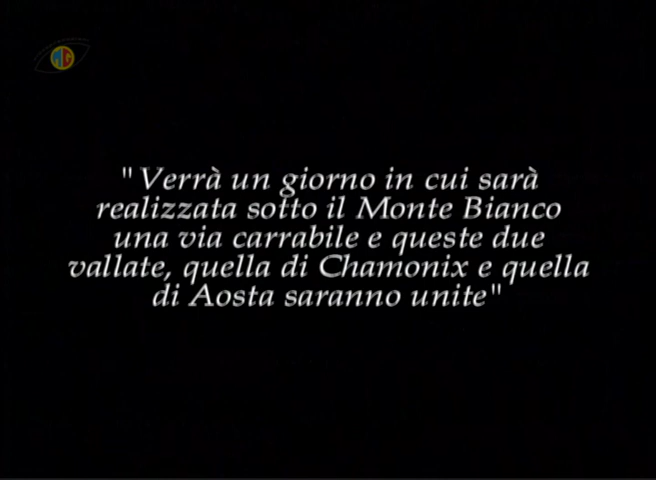 "Verrà un giorno in cui sarà
realizzata sotto il Monte Bianco
una via carrabile e queste due
vallate, quella di Chamonix e quella
di Aosta saranno unite"